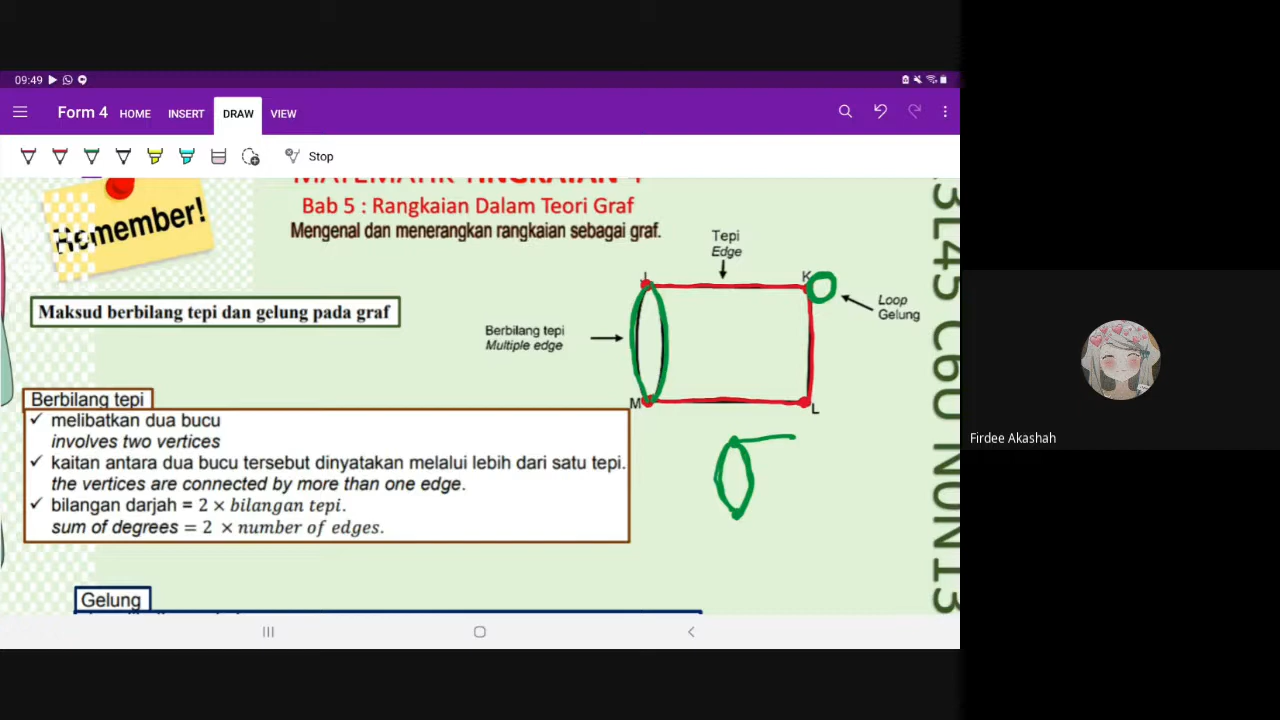 09:49
Form 4 HOME INSERT DRAW VIEW
Stop
Remember!
MATEMATIK TINGKATAN 4
Bab 5 : Rangkaian Dalam Teori Graf
Mengenal dan menerangkan rangkaian sebagai graf.
Maksud berbilang tepi dan gelung pada graf
Tepi
Edge
K
Loop
Gelung
Berbilang tepi
Multiple edge
M
L
Berbilang tepi
✓ melibatkan dua bucu
involves two vertices
✓ kaitan antara dua bucu tersebut dinyatakan melalui lebih dari satu tepi.
the vertices are connected by more than one edge.
✓ bilangan darjah = 2 × bilangan tepi.
sum of degrees = 2 × number of edges.
Gelung
Firdee Akashah